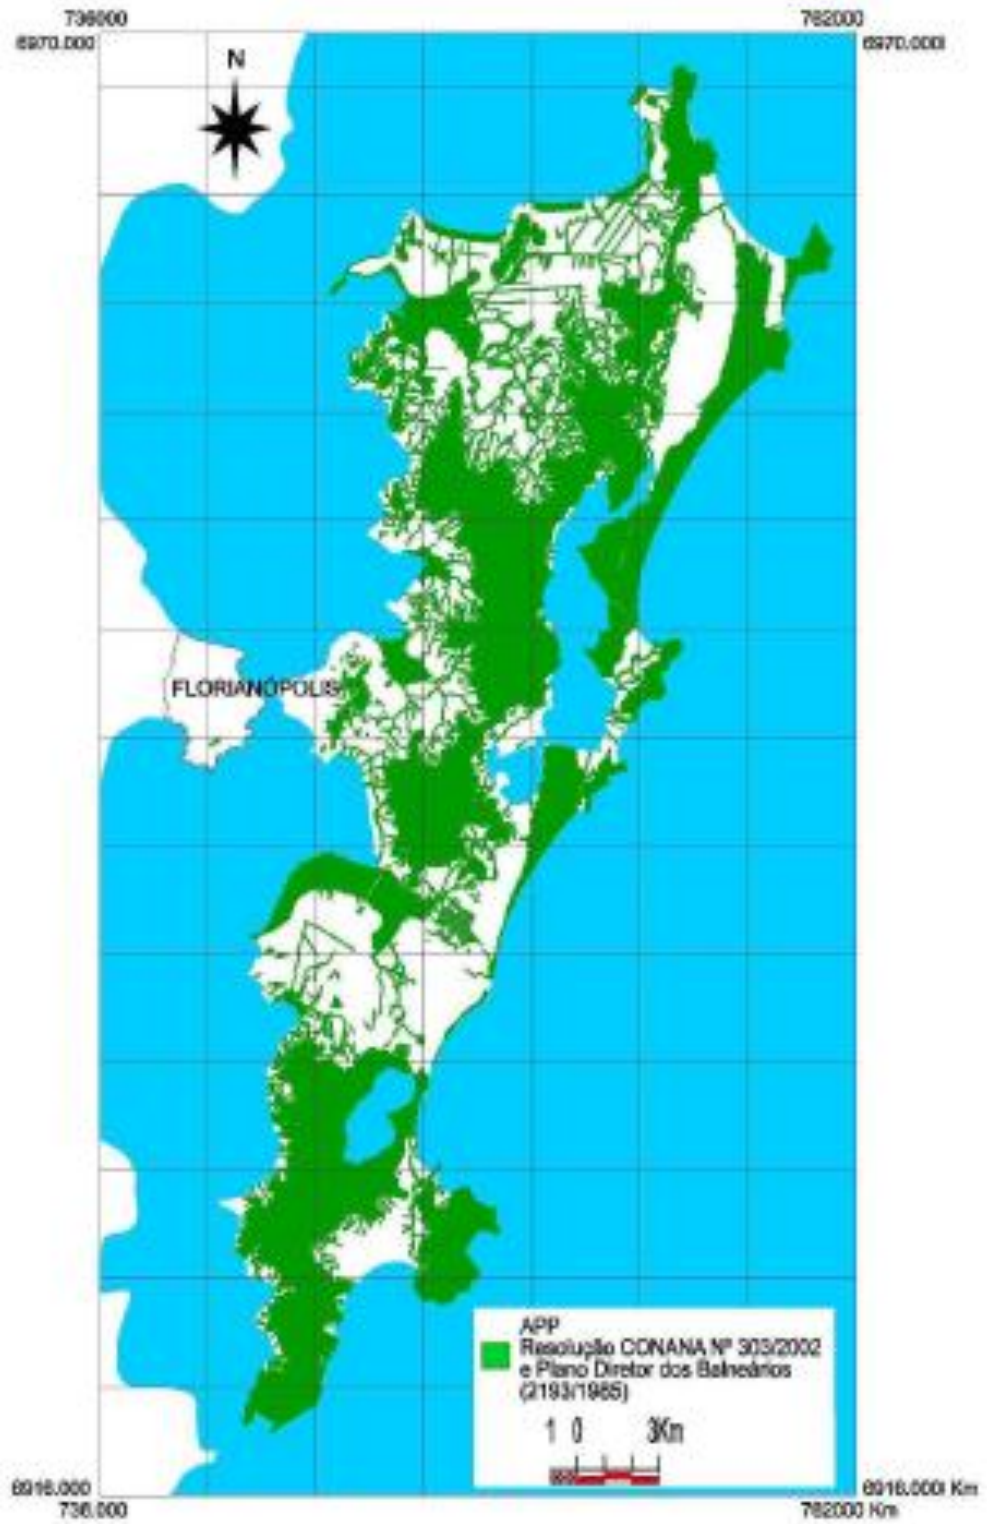 736000
762000
6970.000
6970.000
N
FLORIANÓPOLIS
APP
Resolução CONANA Nº 303/2002
e Plano Diretor dos Balneários
(2193/1985)
1 0 3Km
6916.000
6916.000 Km
736.000
762000 Km